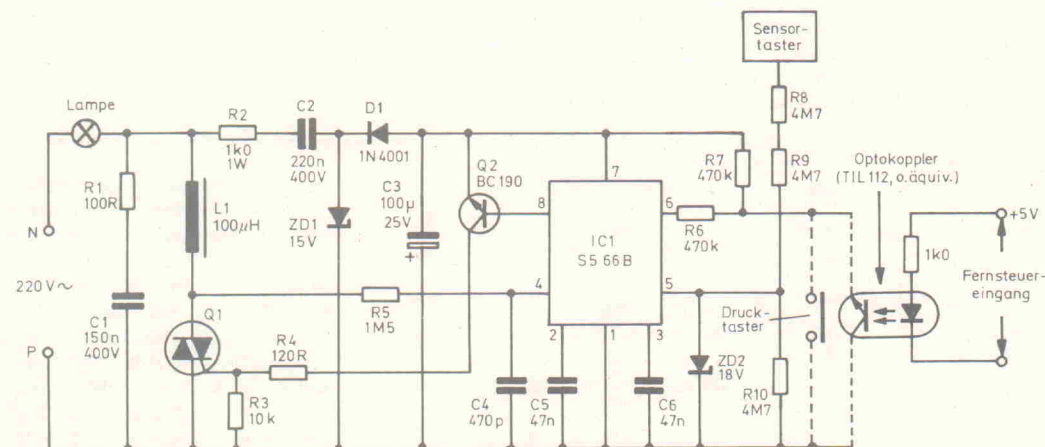 Sensor-
taster
Lampe
R1
100R
N
220V~
P
C1
150n
400V
L1
100µH
Q1
R2
1k0
1W
C2
220n
400V
D1
1N4001
ZD1
15V
C3
100µ
25V
+
Q2
BC190
R5
1M5
R4
120R
R3
10k
C4
470p
C5
47n
C6
47n
8
7
6
IC1
S566B
4
5
2
1
3
R6
470k
R7
470k
R8
4M7
R9
4M7
ZD2
18V
R10
4M7
Druck-
taster
Optokoppler
(TIL112, o.äquiv.)
1k0
+5V
Fernsteuer-
eingang